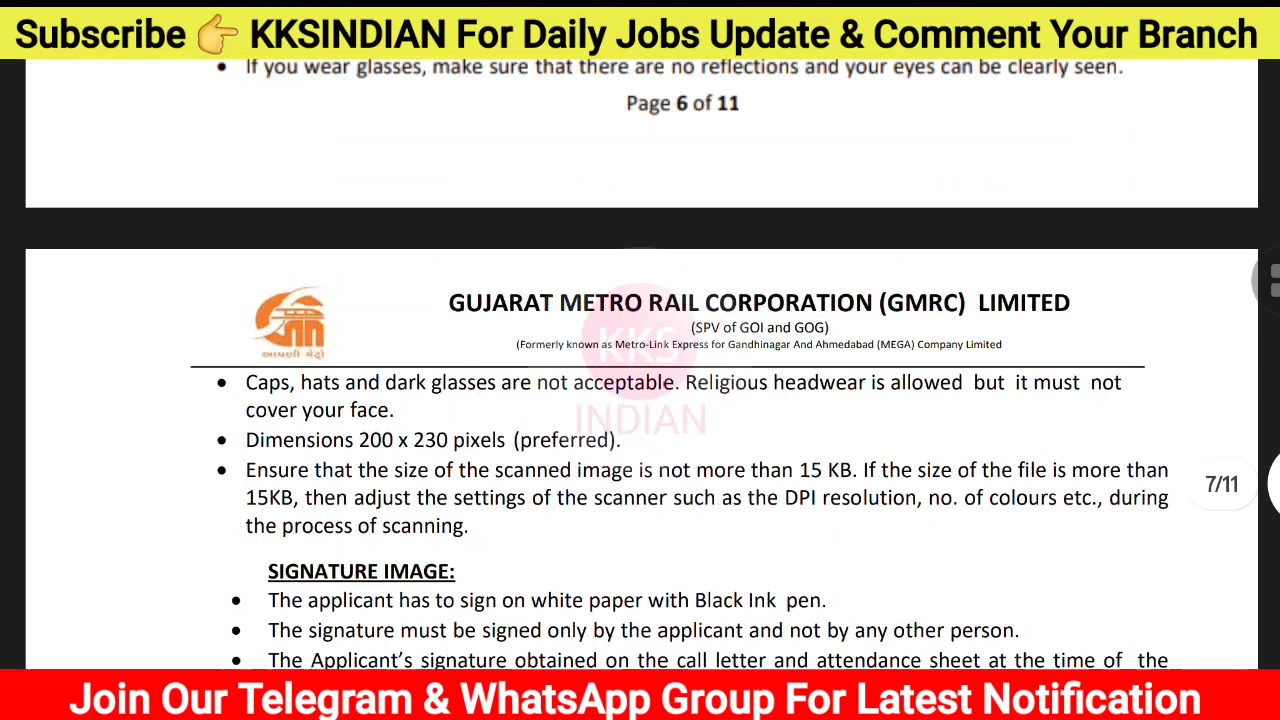 Subscribe 👉 KKSINDIAN For Daily Jobs Update & Comment Your Branch
• If you wear glasses, make sure that there are no reflections and your eyes can be clearly seen.
Page 6 of 11
GUJARAT METRO RAIL CORPORATION (GMRC) LIMITED
(SPV of GOI and GOG)
(Formerly known as Metro-Link Express for Gandhinagar And Ahmedabad (MEGA) Company Limited
આપણી મેટ્રો
KKS
INDIAN
• Caps, hats and dark glasses are not acceptable. Religious headwear is allowed but it must not
cover your face.
• Dimensions 200 x 230 pixels (preferred).
• Ensure that the size of the scanned image is not more than 15 KB. If the size of the file is more than
15KB, then adjust the settings of the scanner such as the DPI resolution, no. of colours etc., during
the process of scanning.
7/11
SIGNATURE IMAGE:
• The applicant has to sign on white paper with Black Ink pen.
• The signature must be signed only by the applicant and not by any other person.
• The Applicant's signature obtained on the call letter and attendance sheet at the time of the
Join Our Telegram & WhatsApp Group For Latest Notification